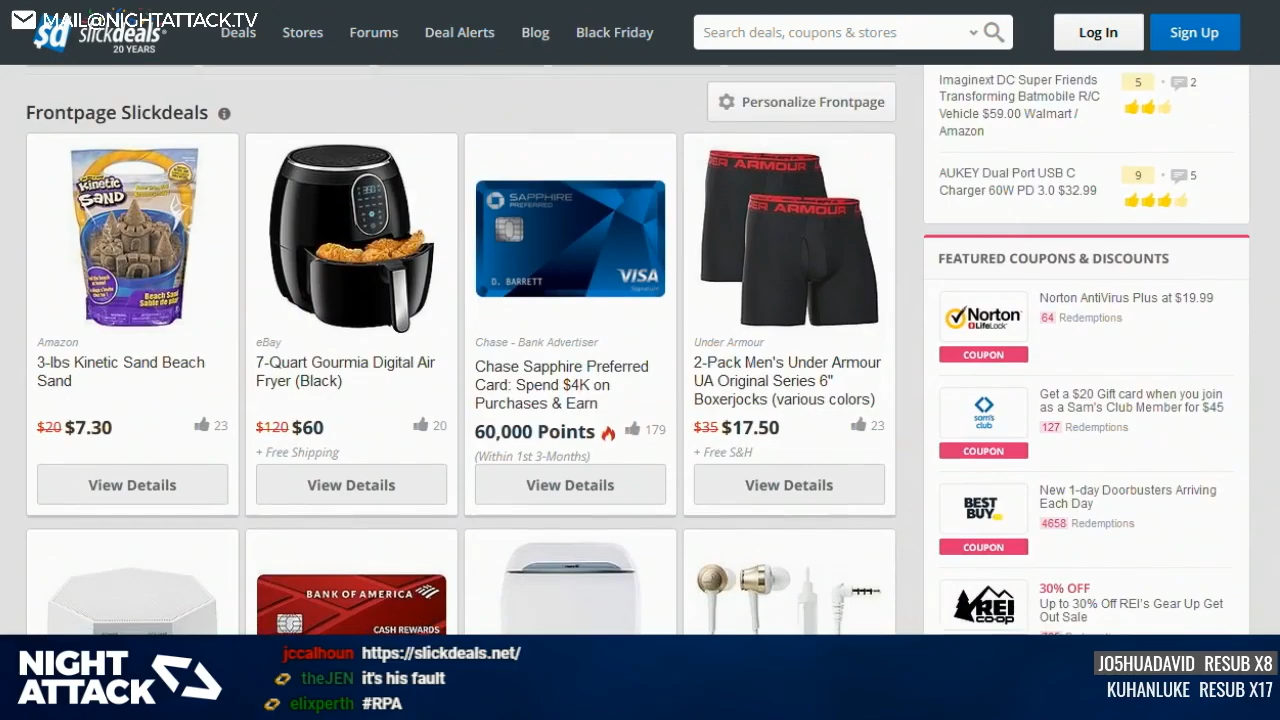 MAIL@NIGHTATTACK.TV
sd slickdeals
20 YEARS
Deals
Stores
Forums
Deal Alerts
Blog
Black Friday
Search deals, coupons & stores
Log In
Sign Up
Frontpage Slickdeals
Personalize Frontpage
Kinetic
SAND
Beach Sand
Sable de
Amazon
3-lbs Kinetic Sand Beach
Sand
$20 $7.30
23
View Details
eBay
7-Quart Gourmia Digital Air
Fryer (Black)
$120 $60
20
+ Free Shipping
View Details
SAPPHIRE
PREFERRED
D. BARRETT
VISA
Signature
Chase - Bank Advertiser
Chase Sapphire Preferred
Card: Spend $4K on
Purchases & Earn
60,000 Points
179
(Within 1st 3-Months)
View Details
ER ARMOUR
UNDER ARMOUR
Under Armour
2-Pack Men's Under Armour
UA Original Series 6"
Boxerjocks (various colors)
$35 $17.50
23
+ Free S&H
View Details
BANK OF AMERICA
CASH REWARDS
Imaginext DC Super Friends
Transforming Batmobile R/C
Vehicle $59.00 Walmart /
Amazon
5 • 2
AUKEY Dual Port USB C
Charger 60W PD 3.0 $32.99
9 • 5
FEATURED COUPONS & DISCOUNTS
Norton
LifeLock
COUPON
Norton AntiVirus Plus at $19.99
64 Redemptions
sam's
club
COUPON
Get a $20 Gift card when you join
as a Sam's Club Member for $45
127 Redemptions
BEST
BUY
COUPON
New 1-day Doorbusters Arriving
Each Day
4658 Redemptions
REI
CO-OP
30% OFF
Up to 30% Off REI's Gear Up Get
Out Sale
NIGHT
ATTACK
jccalhoun https://slickdeals.net/
theJEN it's his fault
elixperth #RPA
JO5HUADAVID RESUB X8
KUHANLUKE RESUB X17